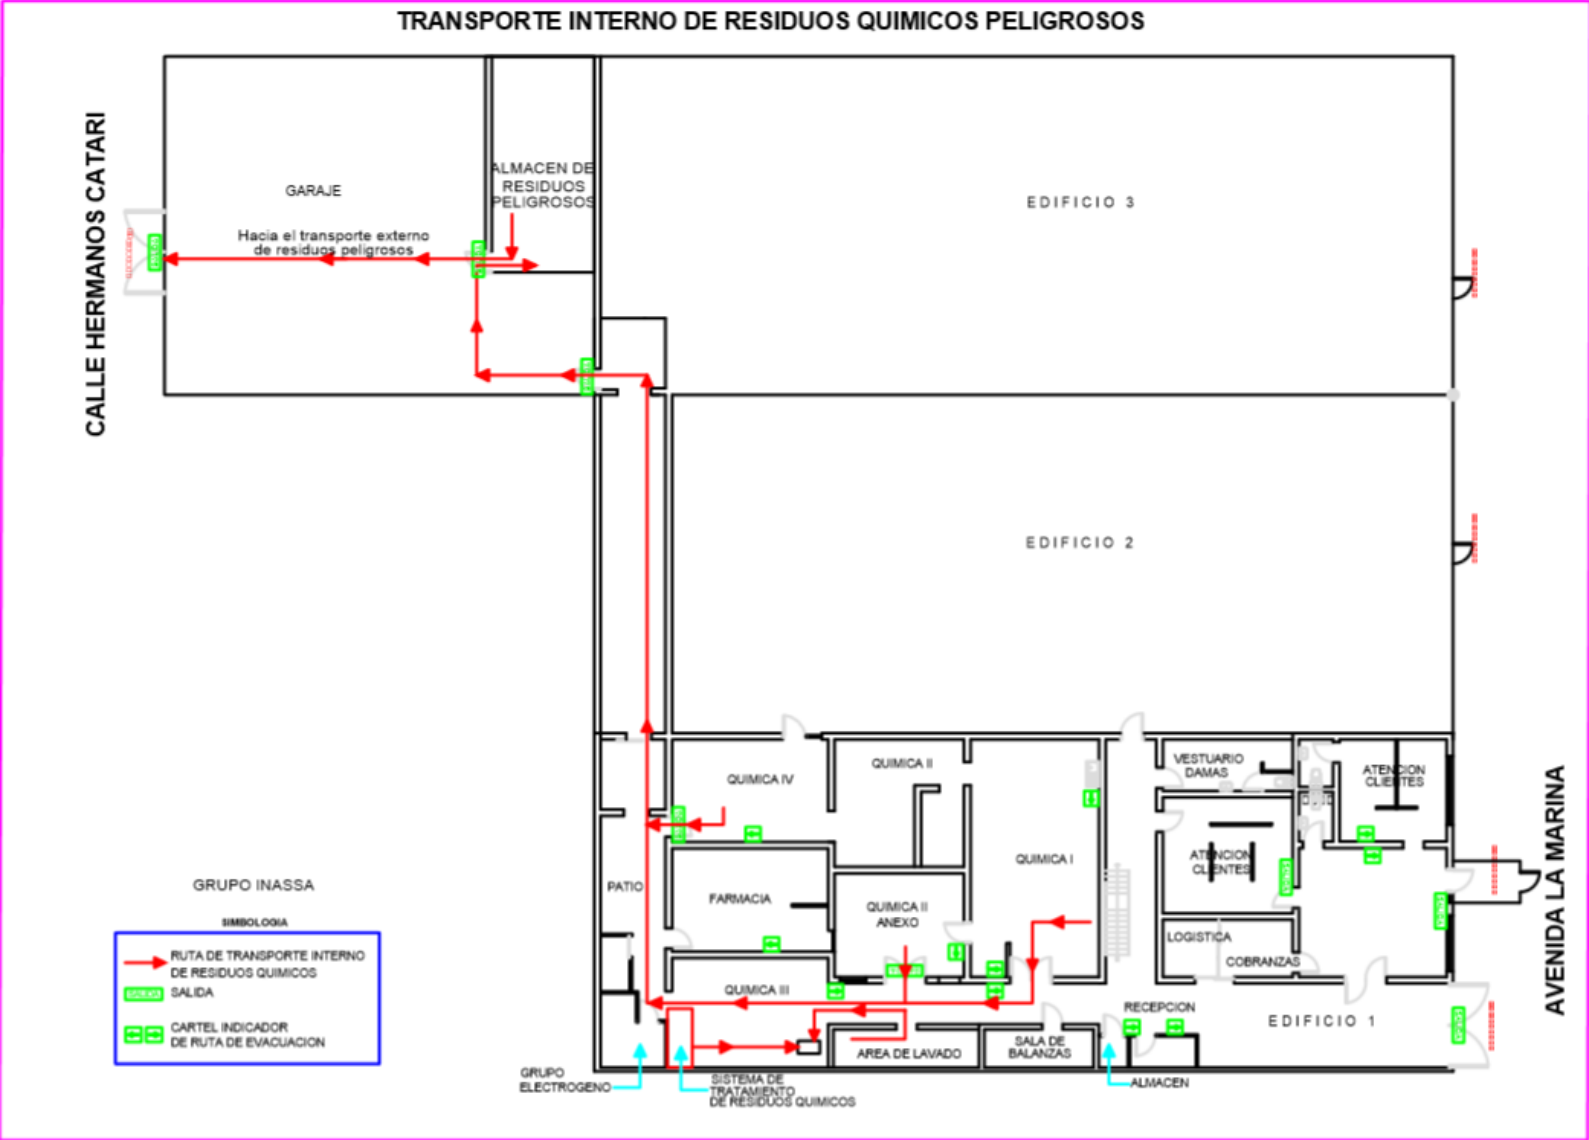 TRANSPORTE INTERNO DE RESIDUOS QUIMICOS PELIGROSOS
CALLE HERMANOS CATARI
GARAJE
ALMACEN DE
RESIDUOS
PELIGROSOS
Hacia el transporte externo
de residuos peligrosos
EDIFICIO 3
EDIFICIO 2
QUIMICA IV
QUIMICA II
QUIMICA I
VESTUARIO
DAMAS
ATENCION
CLIENTES
ATENCION
CLIENTES
PATIO
FARMACIA
QUIMICA II
ANEXO
LOGISTICA
COBRANZAS
QUIMICA III
RECEPCION
EDIFICIO 1
AREA DE LAVADO
SALA DE
BALANZAS
GRUPO
ELECTROGENO
SISTEMA DE
TRATAMIENTO
DE RESIDUOS QUIMICOS
ALMACEN
AVENIDA LA MARINA
GRUPO INASSA
SIMBOLOGIA
RUTA DE TRANSPORTE INTERNO
DE RESIDUOS QUIMICOS
SALIDA
CARTEL INDICADOR
DE RUTA DE EVACUACION